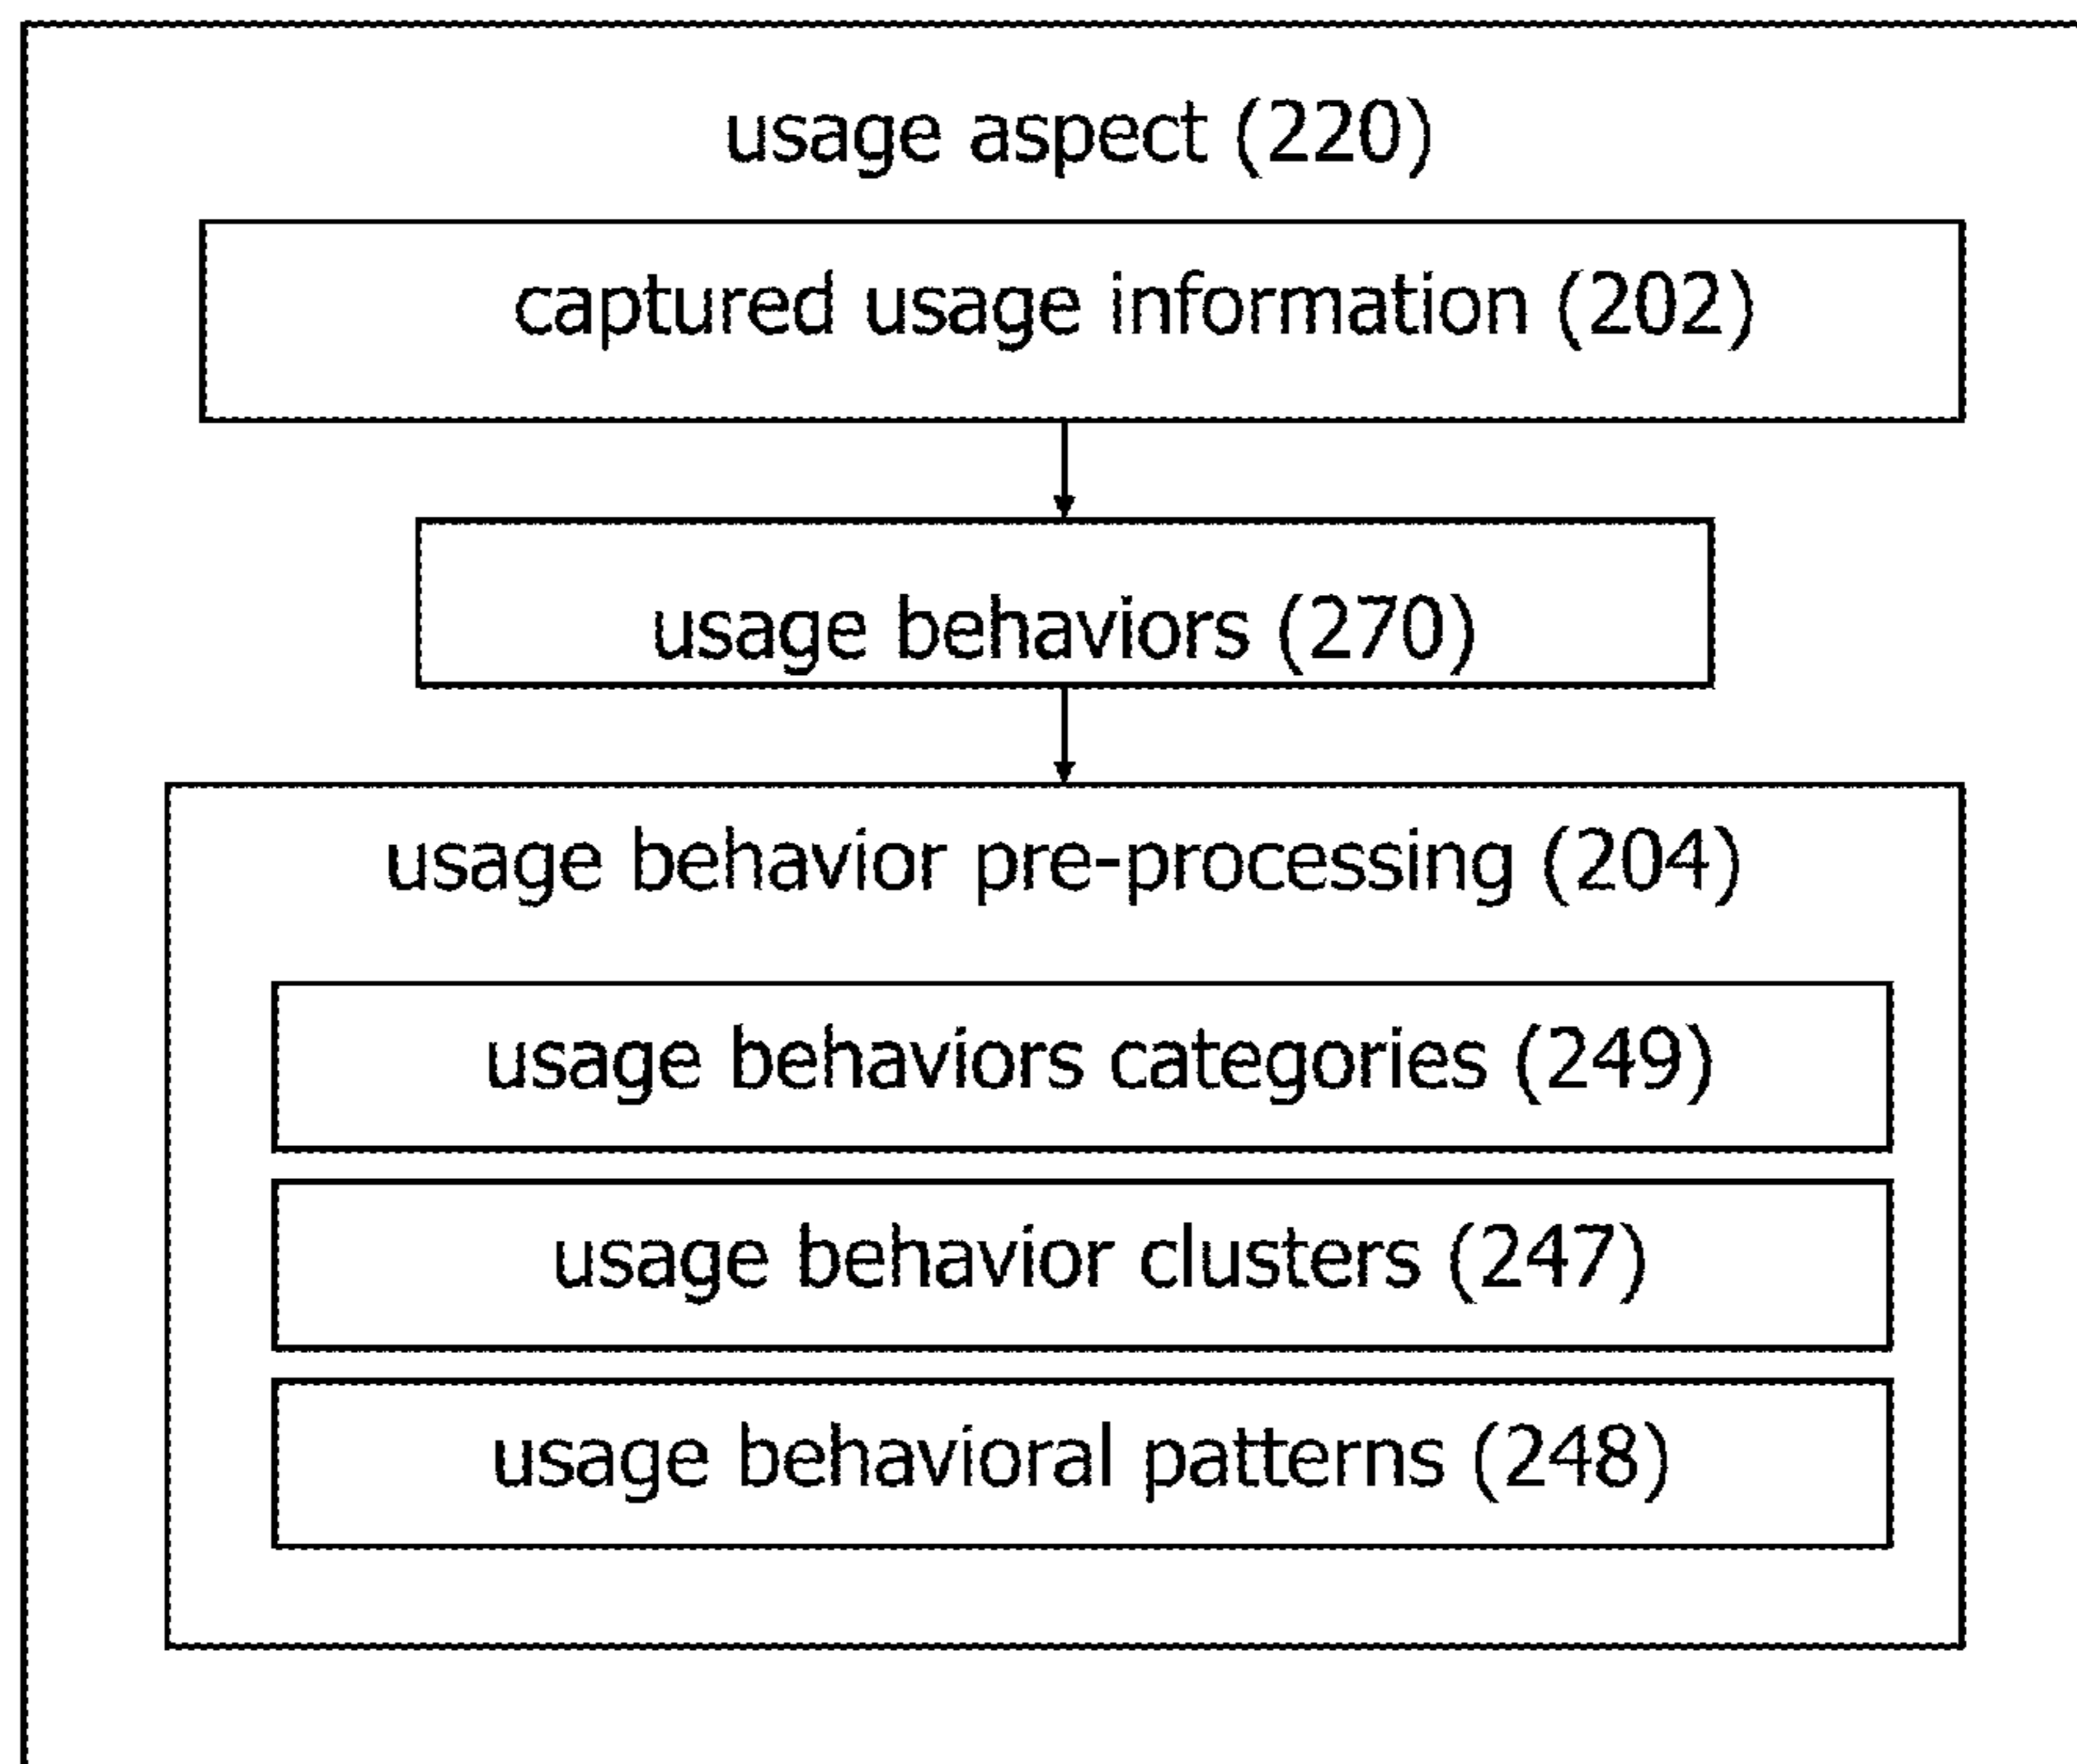 usage aspect (220)
captured usage information (202)
usage behaviors (270)
usage behavior pre-processing (204)
usage behaviors categories (249)
usage behavior clusters (247)
usage behavioral patterns (248)